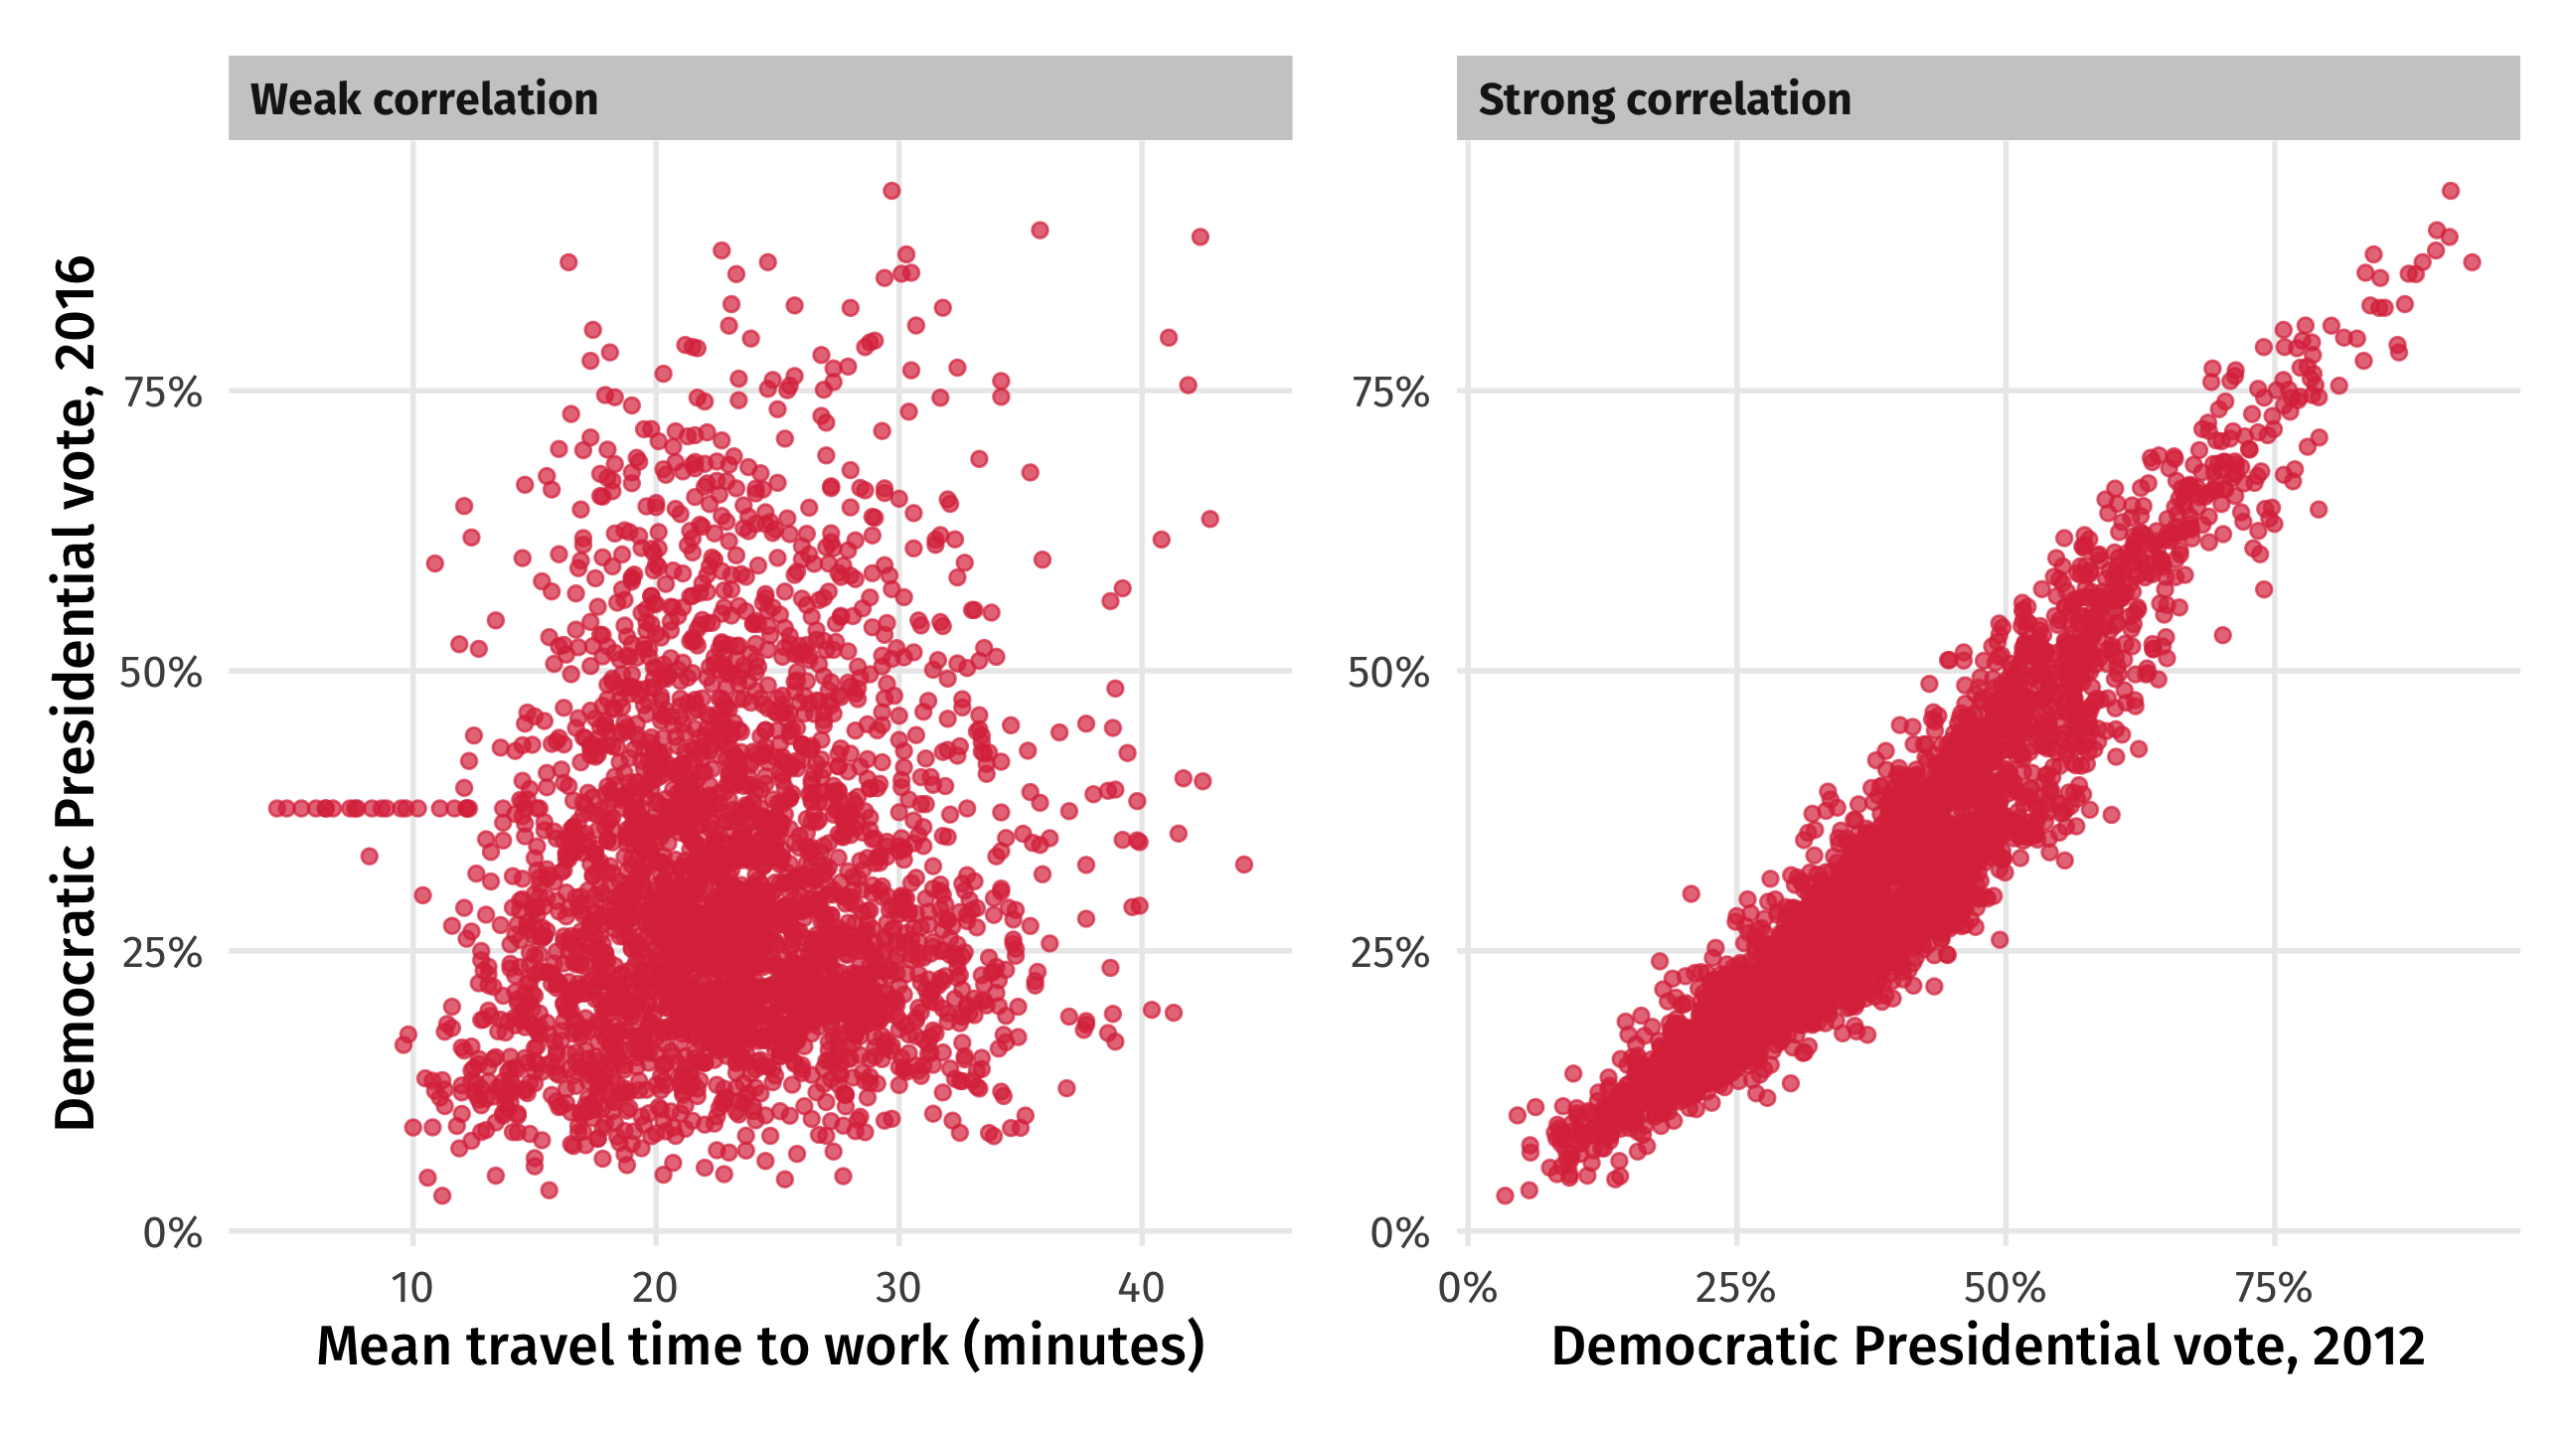 Weak correlation
Strong correlation
Democratic Presidential vote, 2016
75%
50%
25%
0%
10 20 30 40
Mean travel time to work (minutes)
75%
50%
25%
0%
0% 25% 50% 75%
Democratic Presidential vote, 2012